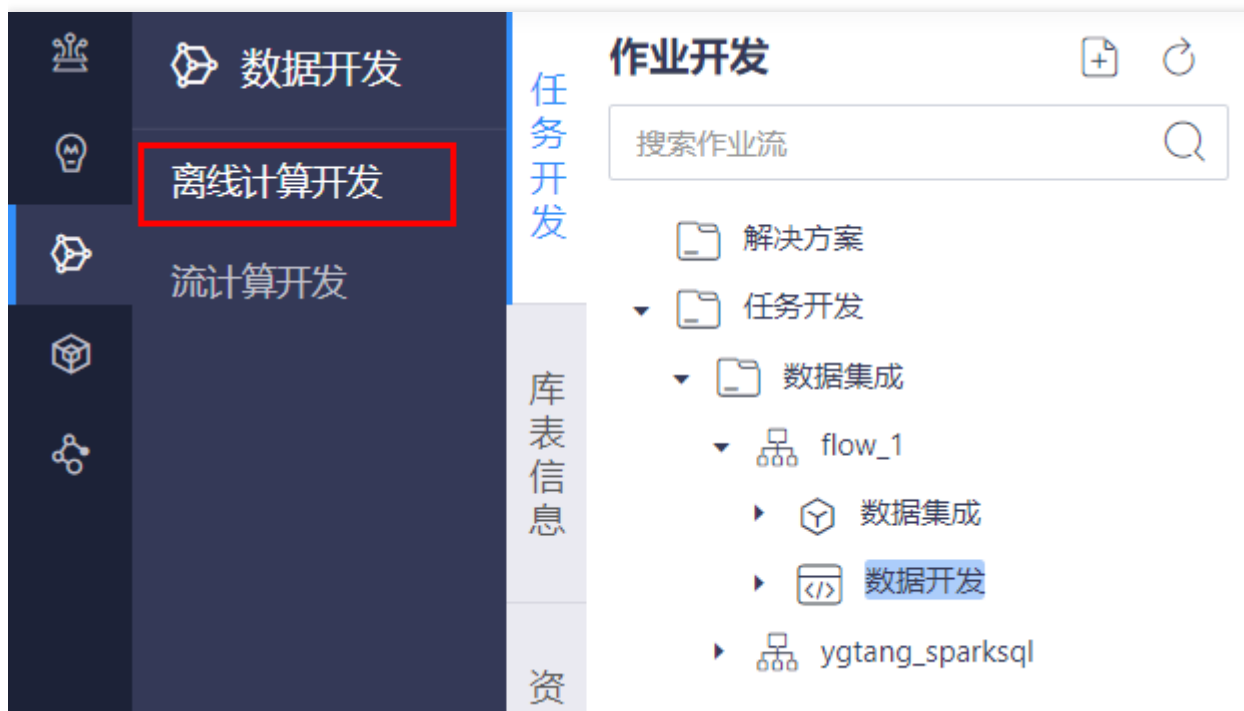 数据开发
离线计算开发
流计算开发
任务开发
库表信息
资
作业开发
搜索作业流
解决方案
任务开发
数据集成
flow_1
数据集成
数据开发
ygtang_sparksql